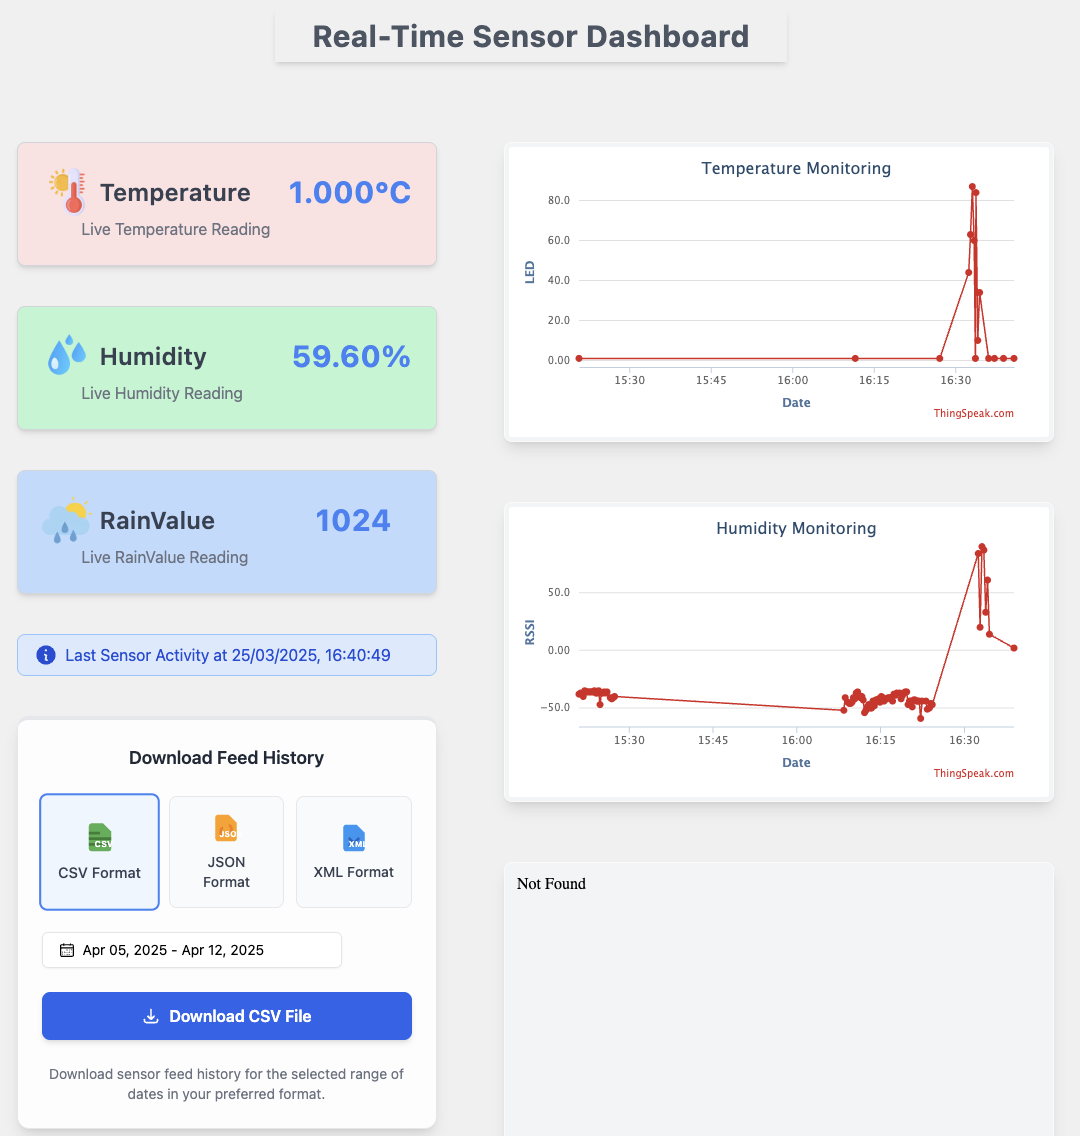 Real-Time Sensor Dashboard
Temperature
1.000°C
Live Temperature Reading
Humidity
59.60%
Live Humidity Reading
RainValue
1024
Live RainValue Reading
Last Sensor Activity at 25/03/2025, 16:40:49
Download Feed History
CSV
CSV Format
JSO
JSON
Format
XML
XML Format
Apr 05, 2025 - Apr 12, 2025
Download CSV File
Download sensor feed history for the selected range of
dates in your preferred format.
Temperature Monitoring
LED
80.0
60.0
40.0
20.0
0.00
15:30
15:45
16:00
16:15
16:30
Date
ThingSpeak.com
Humidity Monitoring
RSSI
50.0
0.00
−50.0
15:30
15:45
16:00
16:15
16:30
Date
ThingSpeak.com
Not Found